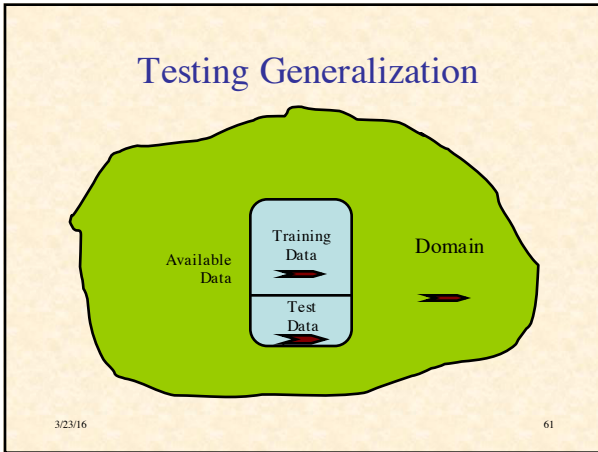 Testing Generalization
Available
Data
Training
Data
Test
Data
Domain
3/23/16
61